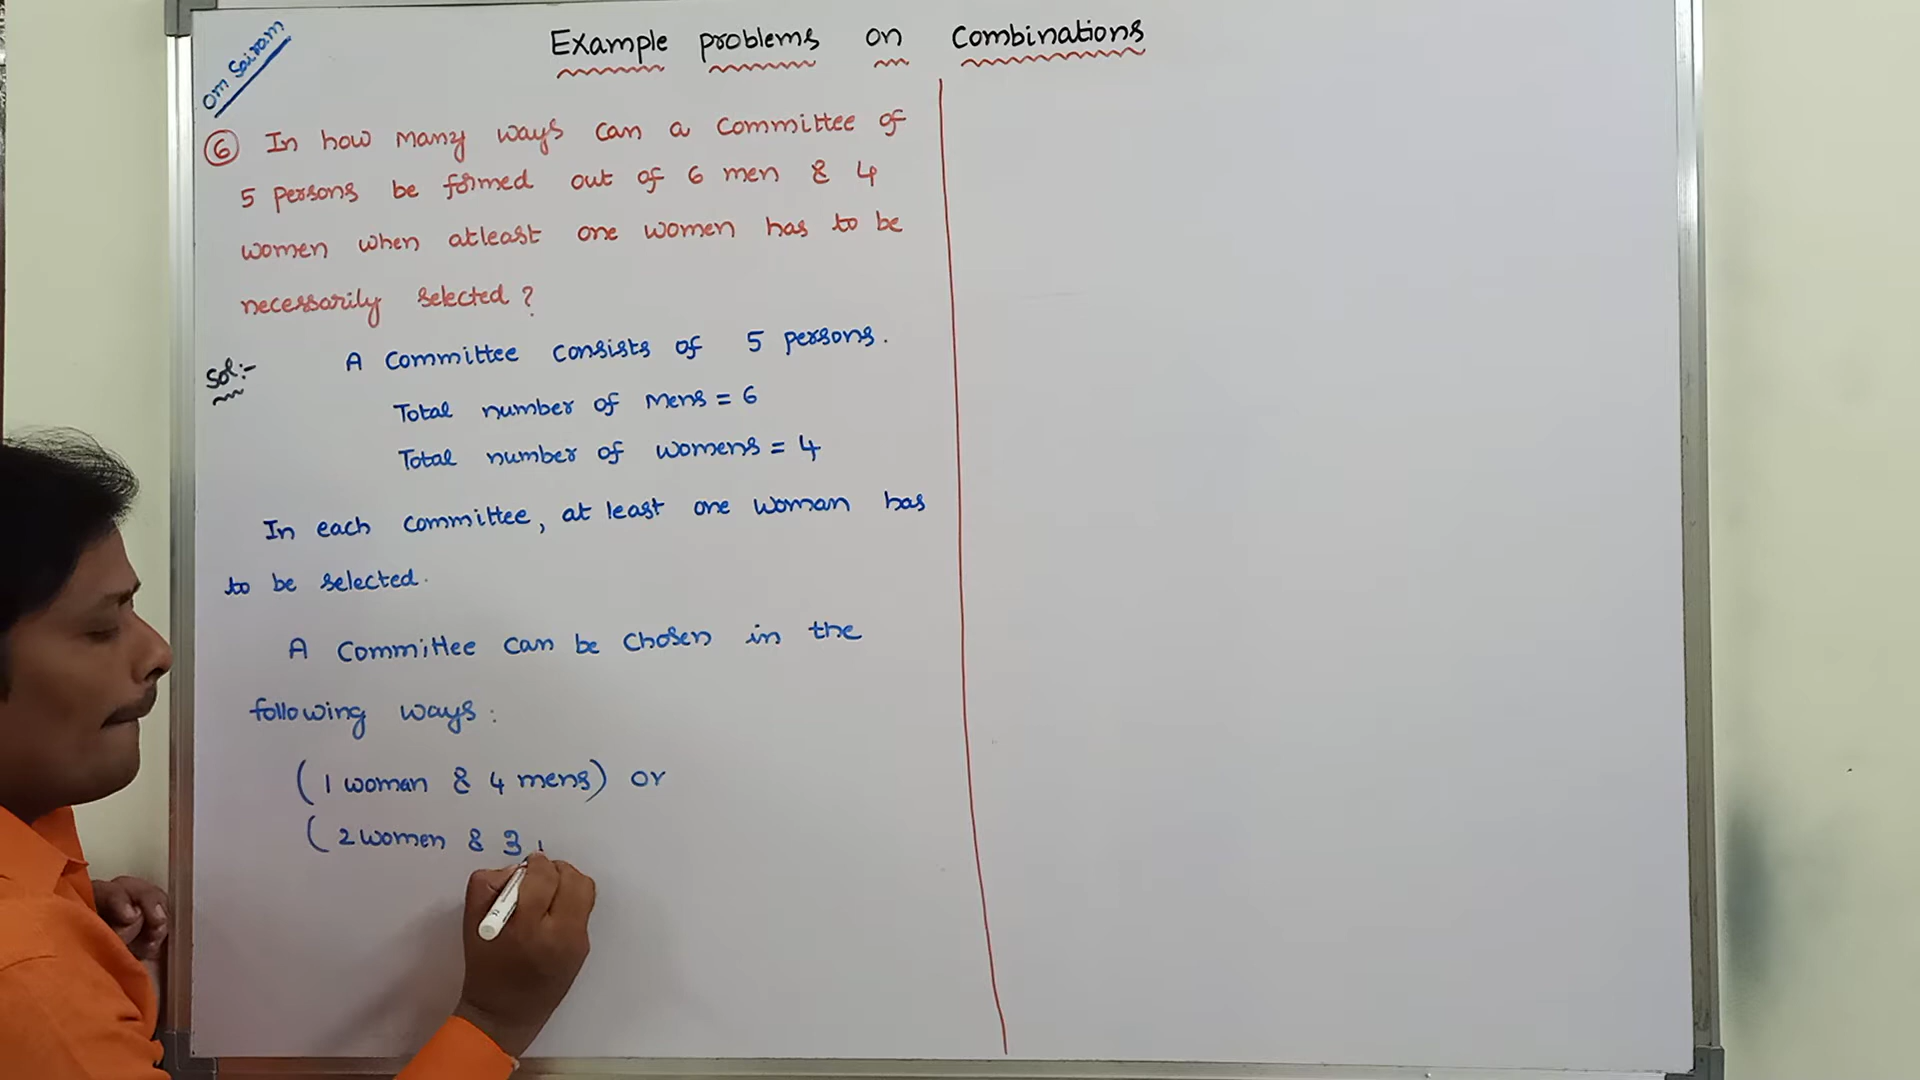 Om Sairam
Example problems on Combinations
6 In how many ways can a committee of
5 persons be formed out of 6 men & 4
women when atleast one women has to be
necessarily selected ?
Sol:- A committee consists of 5 persons.
Total number of mens = 6
Total number of womens = 4
In each committee, at least one woman has
to be selected.
A committee can be chosen in the
following ways :
( 1 woman & 4 mens ) or
( 2 women & 3